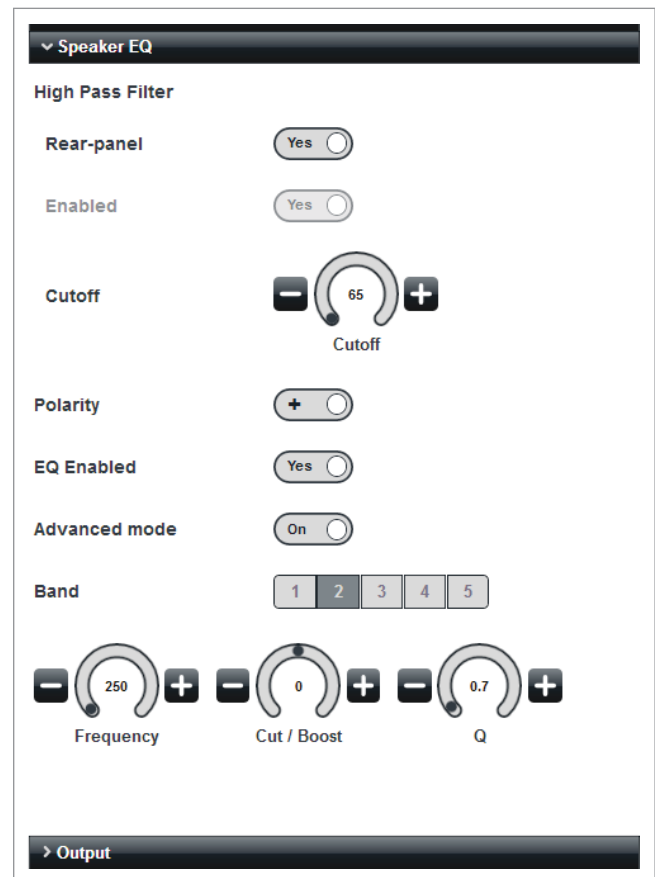 Speaker EQ
High Pass Filter
Rear-panel Yes
Enabled Yes
Cutoff 65
Cutoff
Polarity +
EQ Enabled Yes
Advanced mode On
Band 1 2 3 4 5
250 0 0.7
Frequency Cut / Boost Q
Output